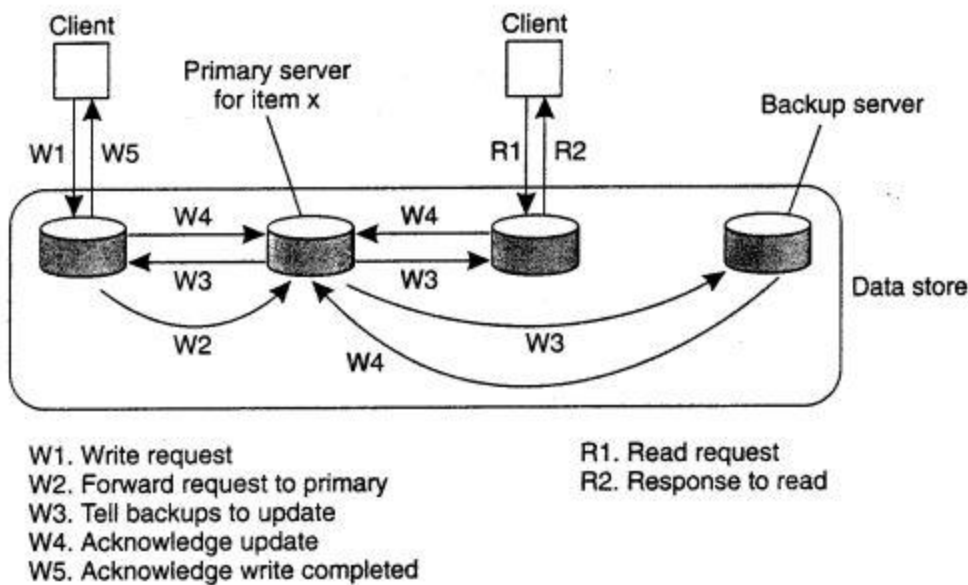 Client
Client
Primary server
for item x
Backup server
W1
W5
R1
R2
W4
W4
W3
W3
Data store
W2
W3
W4
W1. Write request
W2. Forward request to primary
W3. Tell backups to update
W4. Acknowledge update
W5. Acknowledge write completed
R1. Read request
R2. Response to read